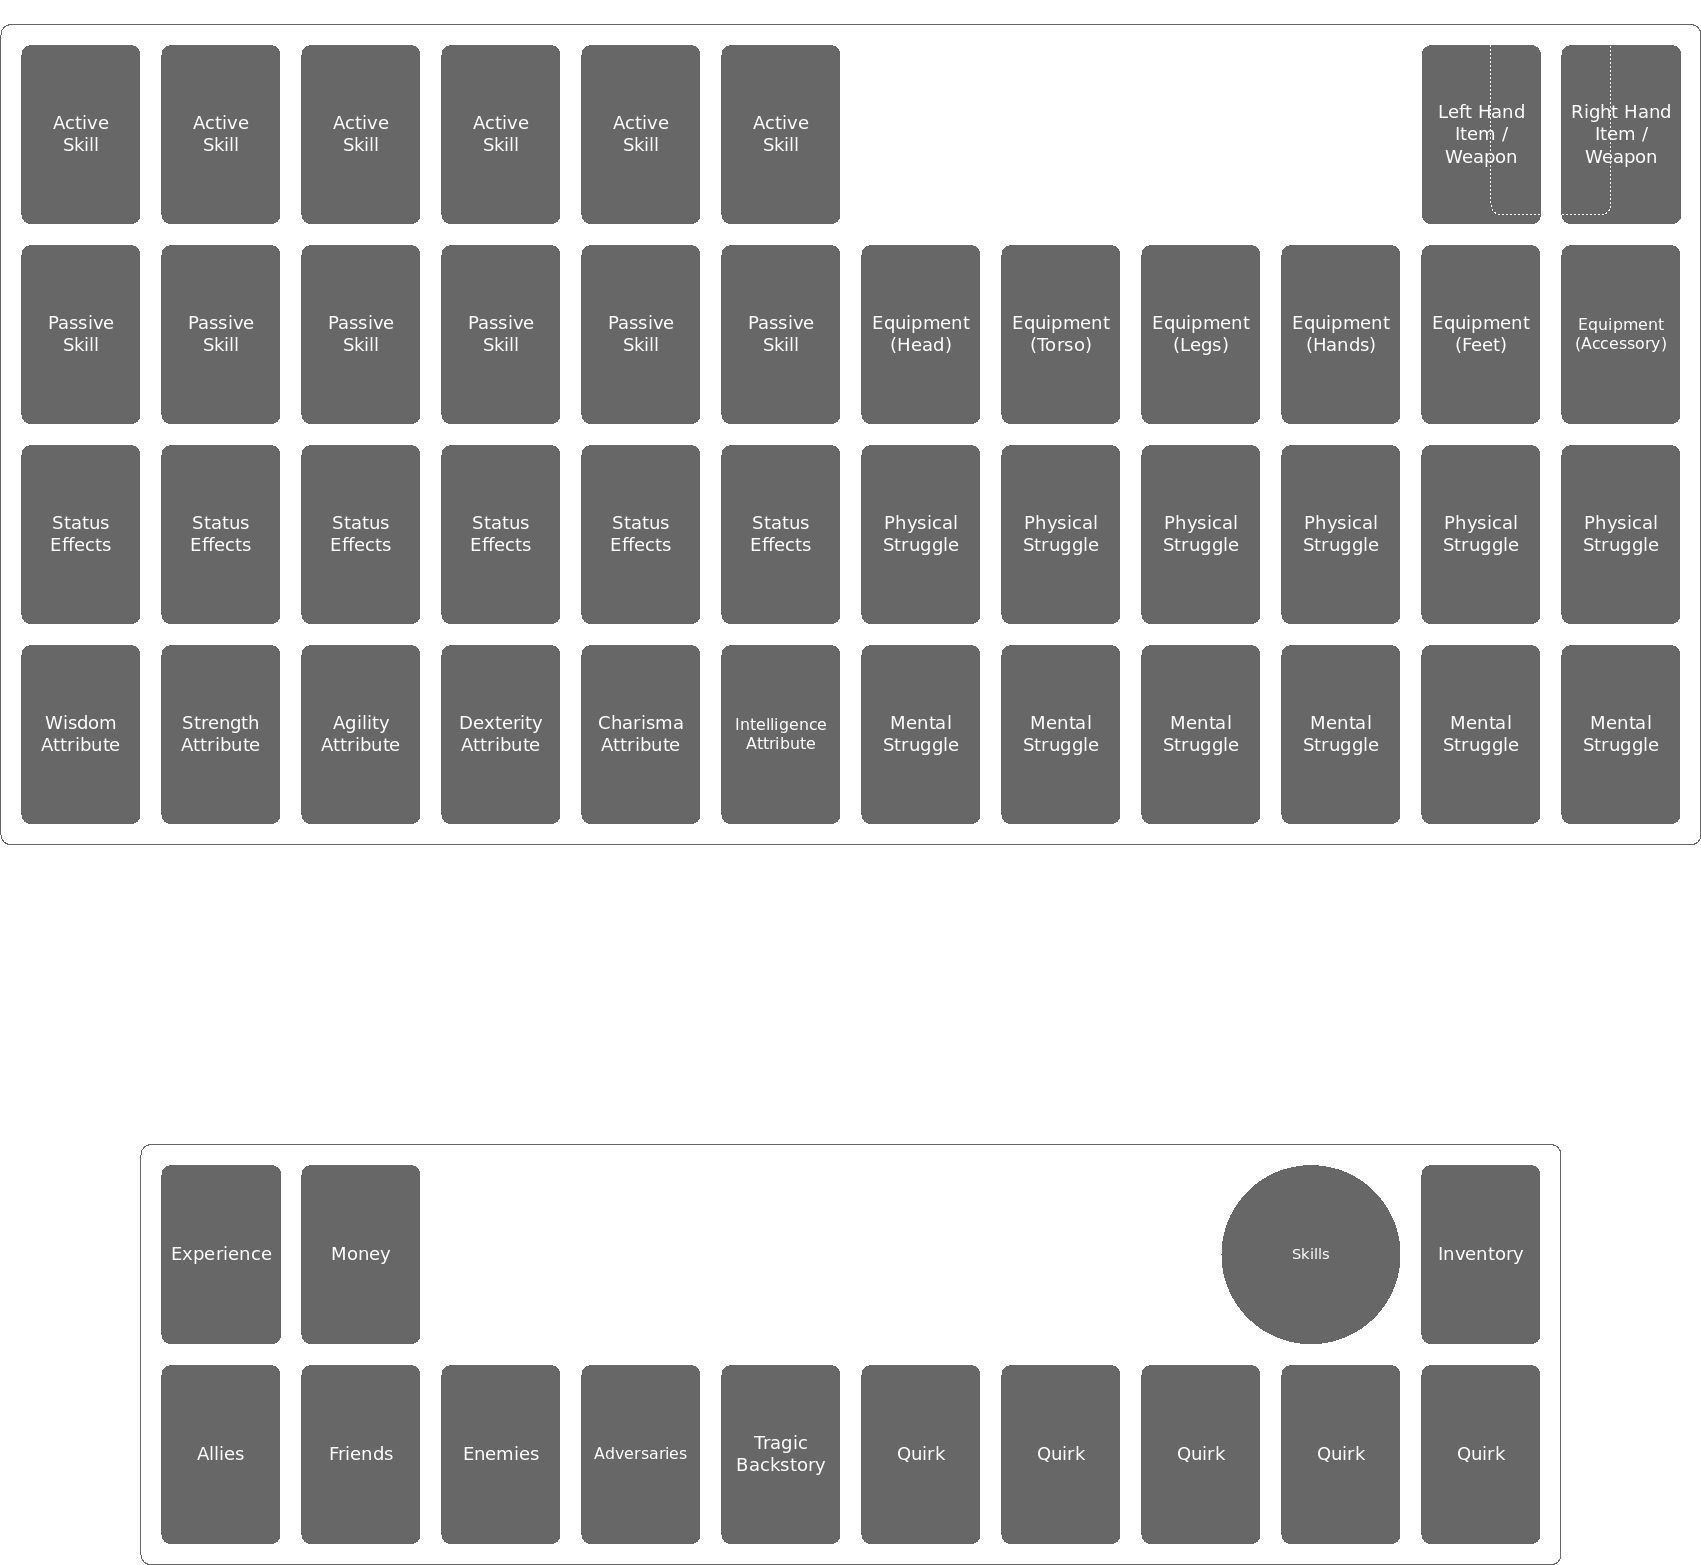 Active
Skill
Active
Skill
Active
Skill
Active
Skill
Active
Skill
Active
Skill
Left Hand
Item /
Weapon
Right Hand
Item /
Weapon
Passive
Skill
Passive
Skill
Passive
Skill
Passive
Skill
Passive
Skill
Passive
Skill
Equipment
(Head)
Equipment
(Torso)
Equipment
(Legs)
Equipment
(Hands)
Equipment
(Feet)
Equipment
(Accessory)
Status
Effects
Status
Effects
Status
Effects
Status
Effects
Status
Effects
Status
Effects
Physical
Struggle
Physical
Struggle
Physical
Struggle
Physical
Struggle
Physical
Struggle
Physical
Struggle
Wisdom
Attribute
Strength
Attribute
Agility
Attribute
Dexterity
Attribute
Charisma
Attribute
Intelligence
Attribute
Mental
Struggle
Mental
Struggle
Mental
Struggle
Mental
Struggle
Mental
Struggle
Mental
Struggle
Experience
Money
Skills
Inventory
Allies
Friends
Enemies
Adversaries
Tragic
Backstory
Quirk
Quirk
Quirk
Quirk
Quirk